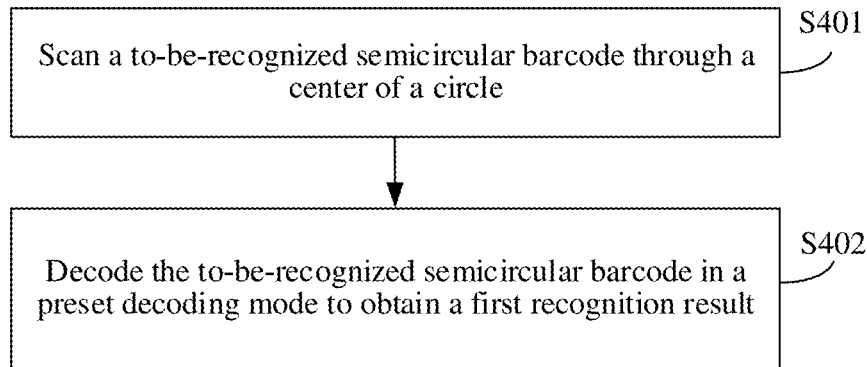 S401
Scan a to-be-recognized semicircular barcode through a
center of a circle
S402
Decode the to-be-recognized semicircular barcode in a
preset decoding mode to obtain a first recognition result